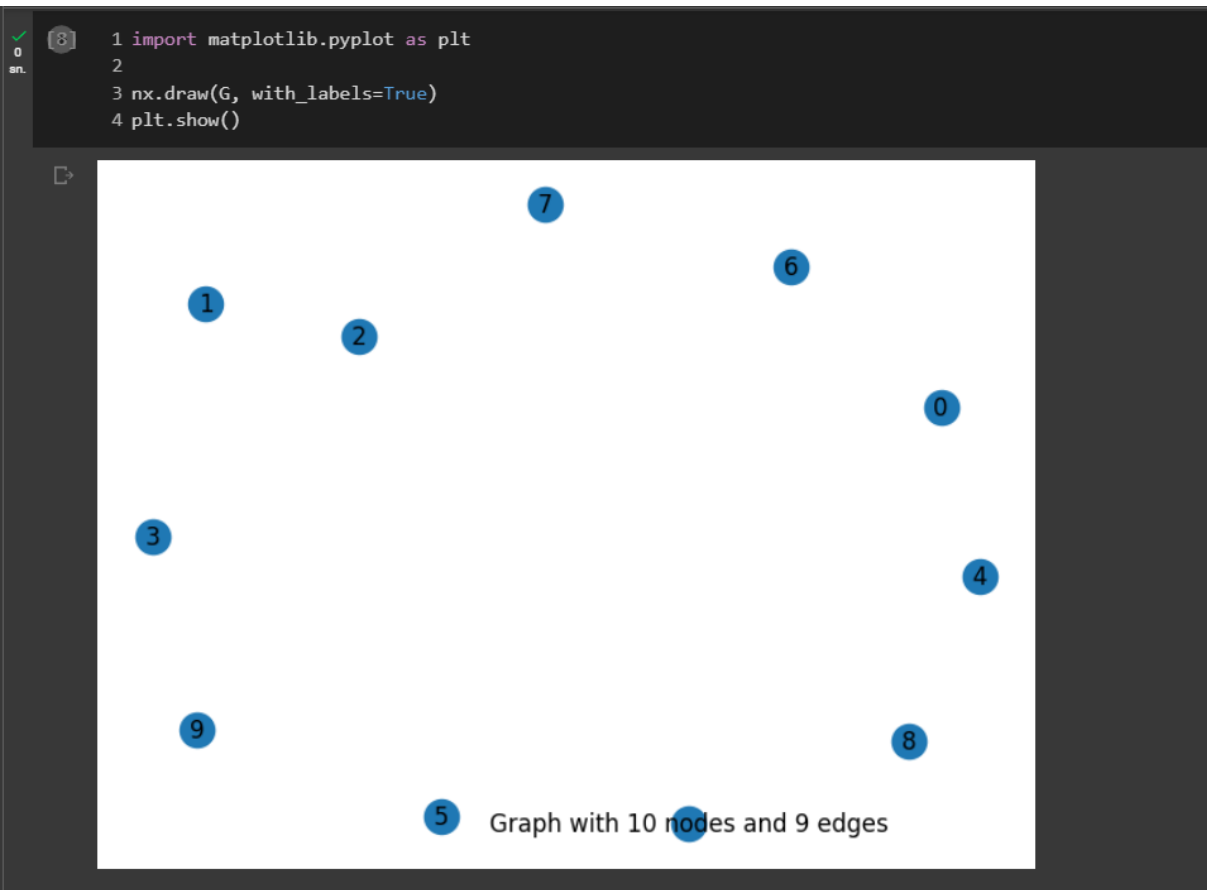 0
sn.
[8]
1 import matplotlib.pyplot as plt
2
3 nx.draw(G, with_labels=True)
4 plt.show()
7
6
1
2
0
3
4
9
8
5
Graph with 10 nodes and 9 edges